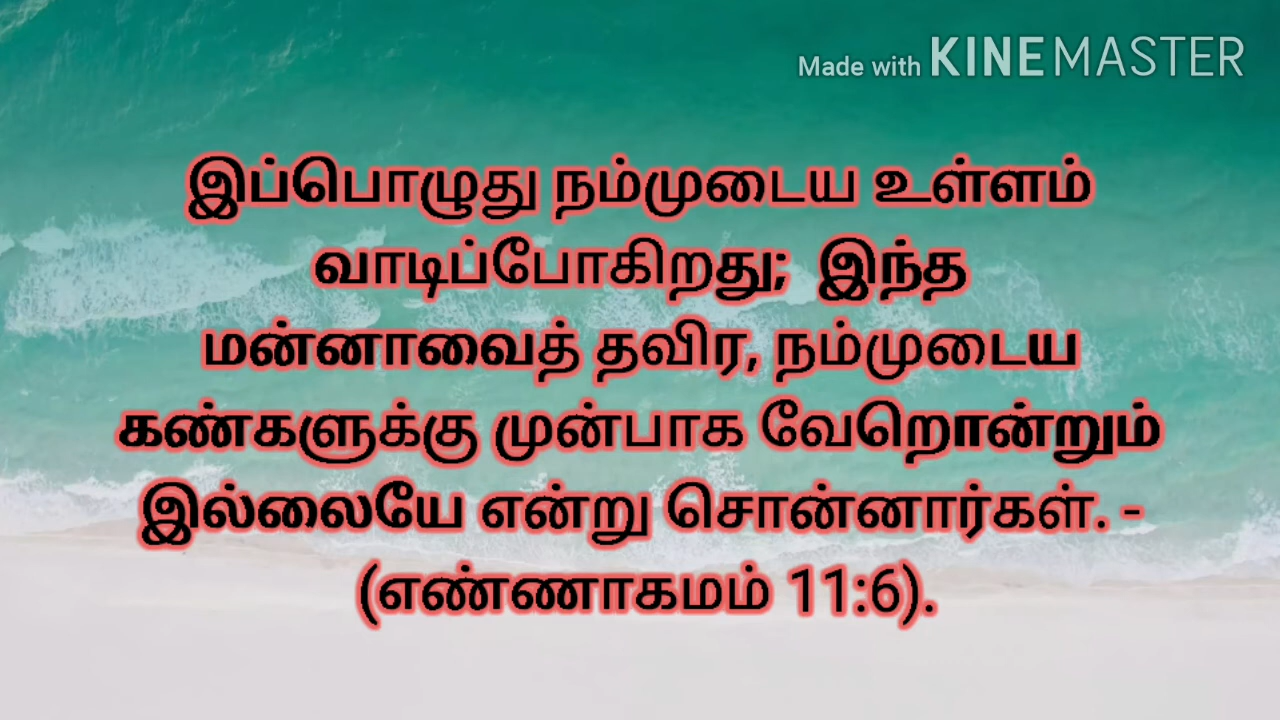 Made with KINEMASTER
இப்பொழுது நம்முடைய உள்ளம்
வாடிப்போகிறது; இந்த
மன்னாவைத் தவிர, நம்முடைய
கண்களுக்கு முன்பாக வேறொன்றும்
இல்லையே என்று சொன்னார்கள். -
(எண்ணாகமம் 11:6).